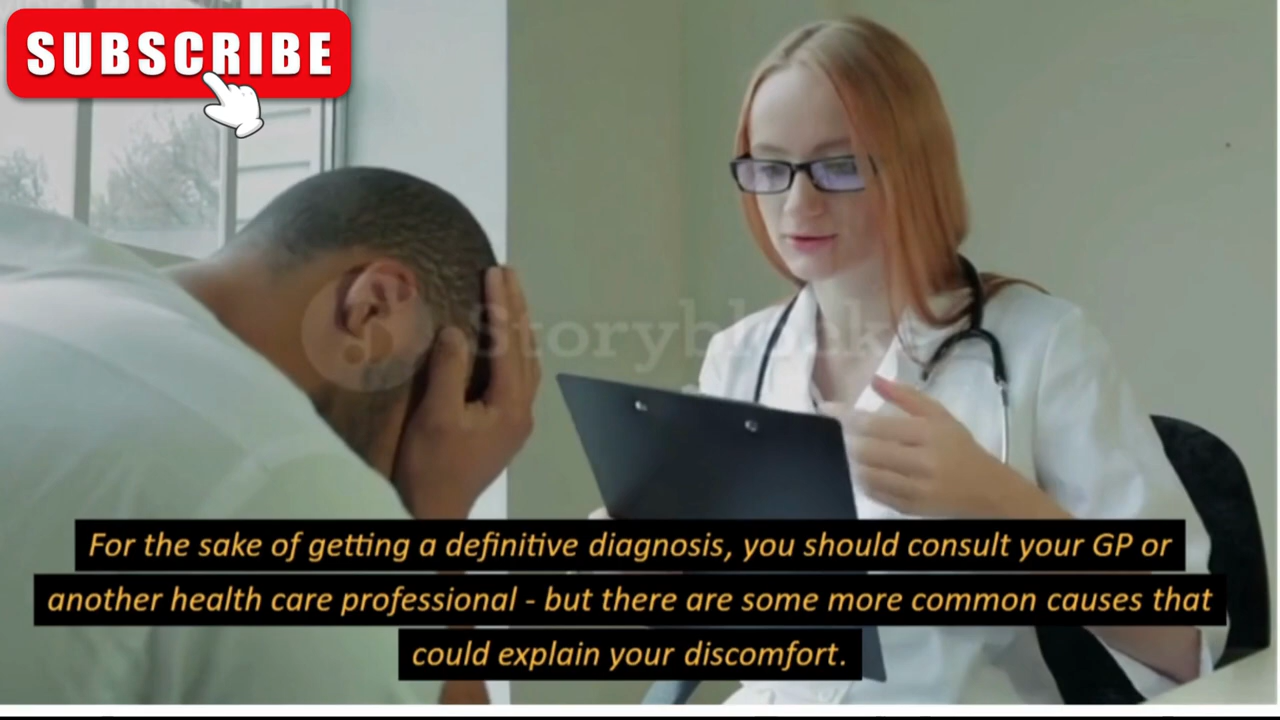 SUBSCRIBE
Storyblocks
For the sake of getting a definitive diagnosis, you should consult your GP or
another health care professional - but there are some more common causes that
could explain your discomfort.